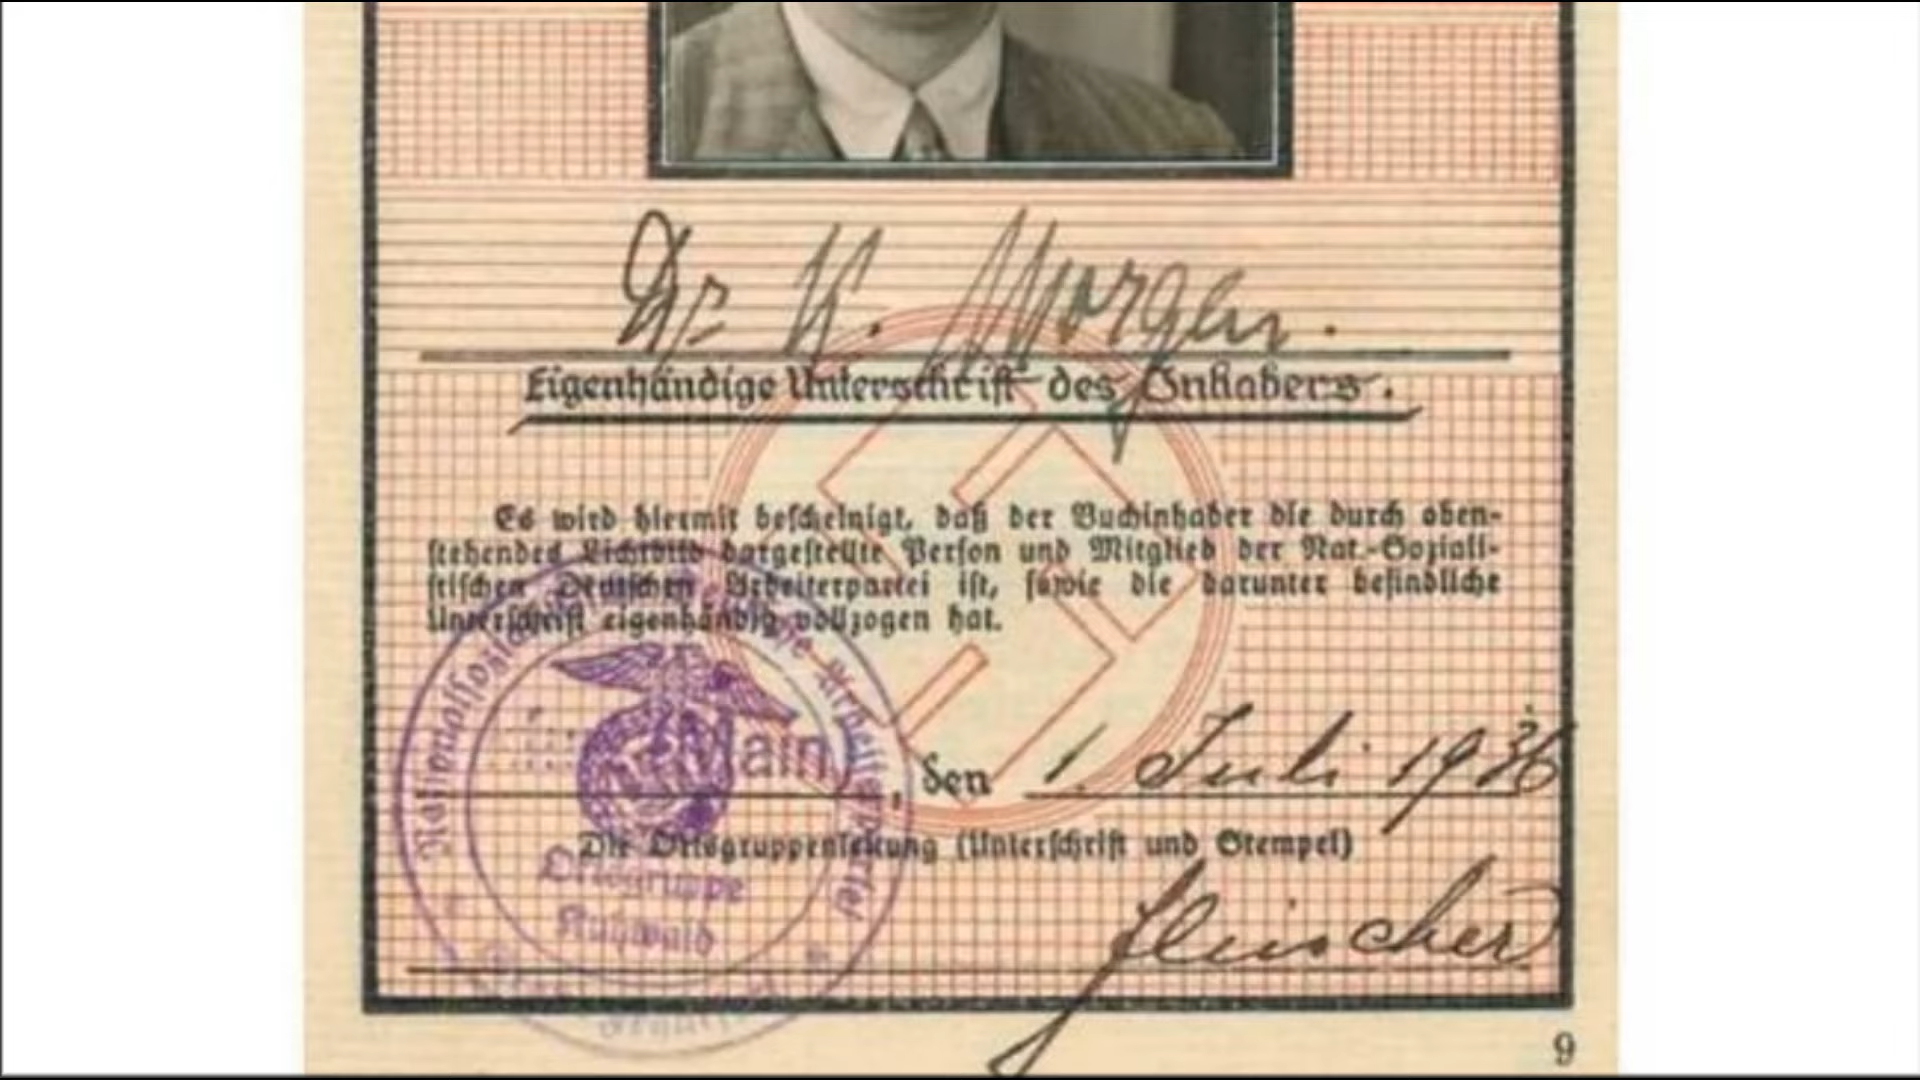 Dr K. Morgen.
Eigenhändige Unterschrift des Inhabers.
Es wird hiermit bescheinigt, daß der Buchinhaber die durch oben-
stehendes Lichtbild dargestellte Person und Mitglied der Nat.-Soziali-
stischen Deutschen Arbeiterpartei ist, sowie die darunter befindliche
Unterschrift eigenhändig vollzogen hat.
Main, den 1. Juli 1936
Die Ortsgruppenleitung (Unterschrift und Stempel)
Fleischer
Arbeiterpartei
Ortsgruppe
Kuhwald
9